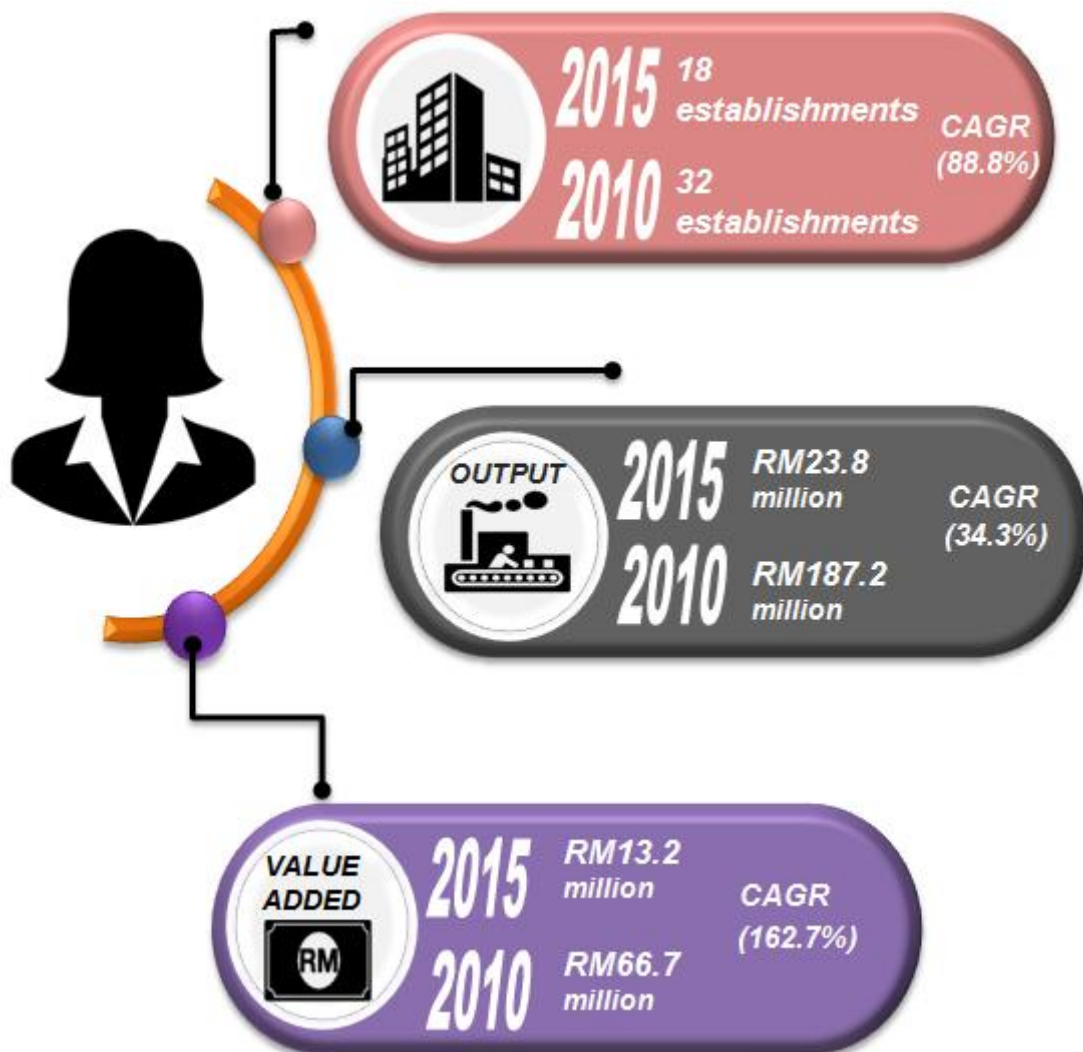 2015 18
establishments
2010 32
establishments
CAGR
(88.8%)
OUTPUT
2015 RM23.8
million
2010 RM187.2
million
CAGR
(34.3%)
VALUE
ADDED
RM
2015 RM13.2
million
2010 RM66.7
million
CAGR
(162.7%)